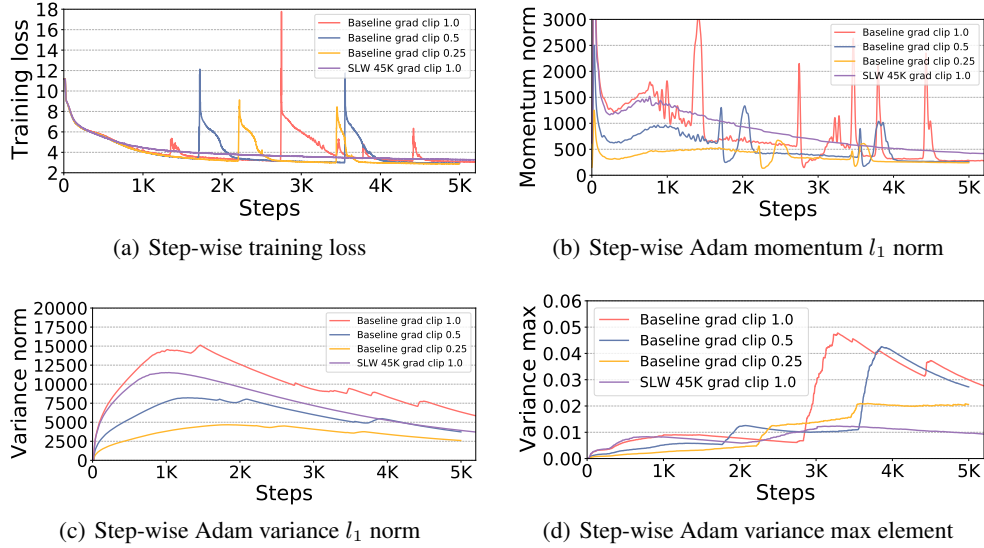 18
16
14
12
10
8
6
4
2
Training loss
Baseline grad clip 1.0
Baseline grad clip 0.5
Baseline grad clip 0.25
SLW 45K grad clip 1.0
0 1K 2K 3K 4K 5K
Steps
(a) Step-wise training loss
3000
2500
2000
1500
1000
500
0
Momentum norm
Baseline grad clip 1.0
Baseline grad clip 0.5
Baseline grad clip 0.25
SLW 45K grad clip 1.0
0 1K 2K 3K 4K 5K
Steps
(b) Step-wise Adam momentum l1 norm
20000
17500
15000
12500
10000
7500
5000
2500
0
Variance norm
Baseline grad clip 1.0
Baseline grad clip 0.5
Baseline grad clip 0.25
SLW 45K grad clip 1.0
0 1K 2K 3K 4K 5K
Steps
(c) Step-wise Adam variance l1 norm
0.06
0.05
0.04
0.03
0.02
0.01
0.00
Variance max
Baseline grad clip 1.0
Baseline grad clip 0.5
Baseline grad clip 0.25
SLW 45K grad clip 1.0
0 1K 2K 3K 4K 5K
Steps
(d) Step-wise Adam variance max element